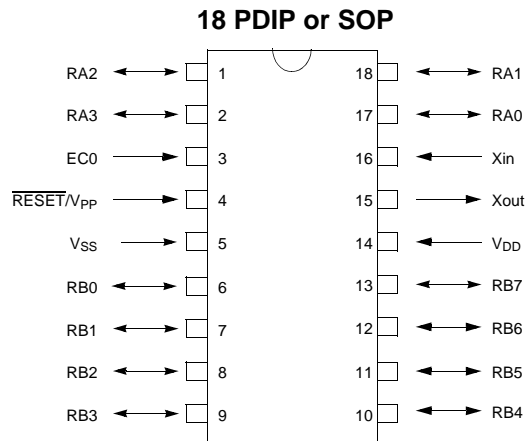 18 PDIP or SOP
RA2 1 18 RA1
RA3 2 17 RA0
EC0 3 16 Xin
RESET/VPP 4 15 Xout
VSS 5 14 VDD
RB0 6 13 RB7
RB1 7 12 RB6
RB2 8 11 RB5
RB3 9 10 RB4